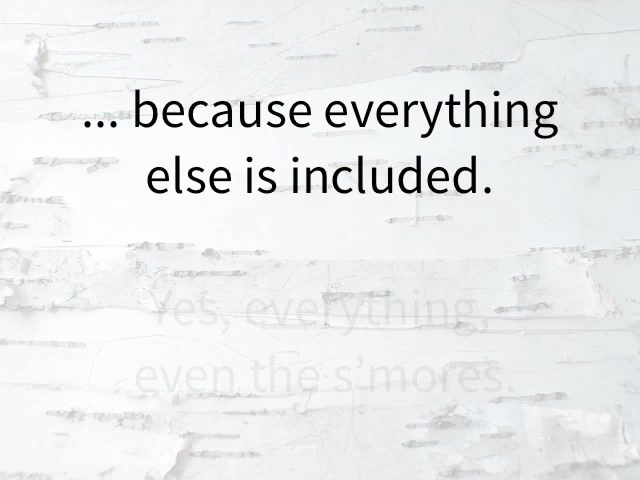 ... because everything
else is included.
Yes, everything,
even the s'mores.